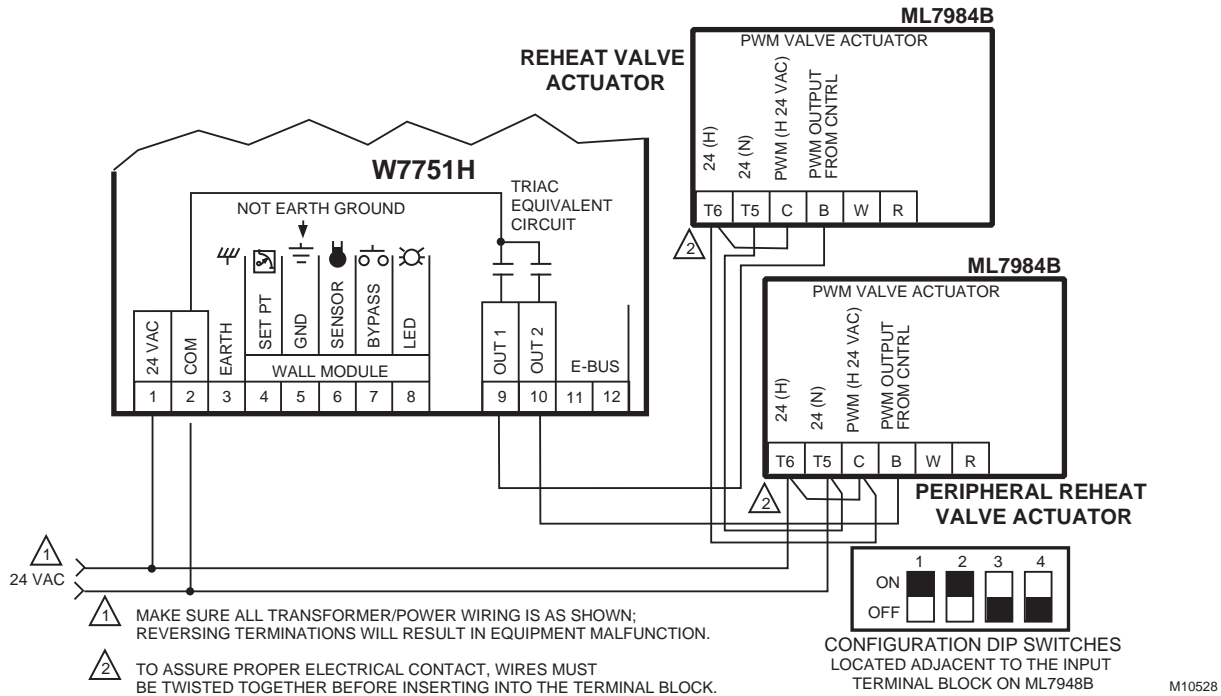 ML7984B
PWM VALVE ACTUATOR
REHEAT VALVE
ACTUATOR
24 (H)
24 (N)
PWM (H 24 VAC)
PWM OUTPUT
FROM CNTRL
T6 T5 C B W R
2
W7751H
TRIAC
EQUIVALENT
CIRCUIT
NOT EARTH GROUND
24 VAC
COM
EARTH
SET PT
GND
SENSOR
BYPASS
LED
WALL MODULE
OUT 1
OUT 2
E-BUS
1 2 3 4 5 6 7 8 9 10 11 12
ML7984B
PWM VALVE ACTUATOR
24 (H)
24 (N)
PWM (H 24 VAC)
PWM OUTPUT
FROM CNTRL
T6 T5 C B W R
2
PERIPHERAL REHEAT
VALVE ACTUATOR
1
24 VAC
1 2 3 4
ON
OFF
CONFIGURATION DIP SWITCHES
LOCATED ADJACENT TO THE INPUT
TERMINAL BLOCK ON ML7948B
1 MAKE SURE ALL TRANSFORMER/POWER WIRING IS AS SHOWN;
REVERSING TERMINATIONS WILL RESULT IN EQUIPMENT MALFUNCTION.
2 TO ASSURE PROPER ELECTRICAL CONTACT, WIRES MUST
BE TWISTED TOGETHER BEFORE INSERTING INTO THE TERMINAL BLOCK.
M10528